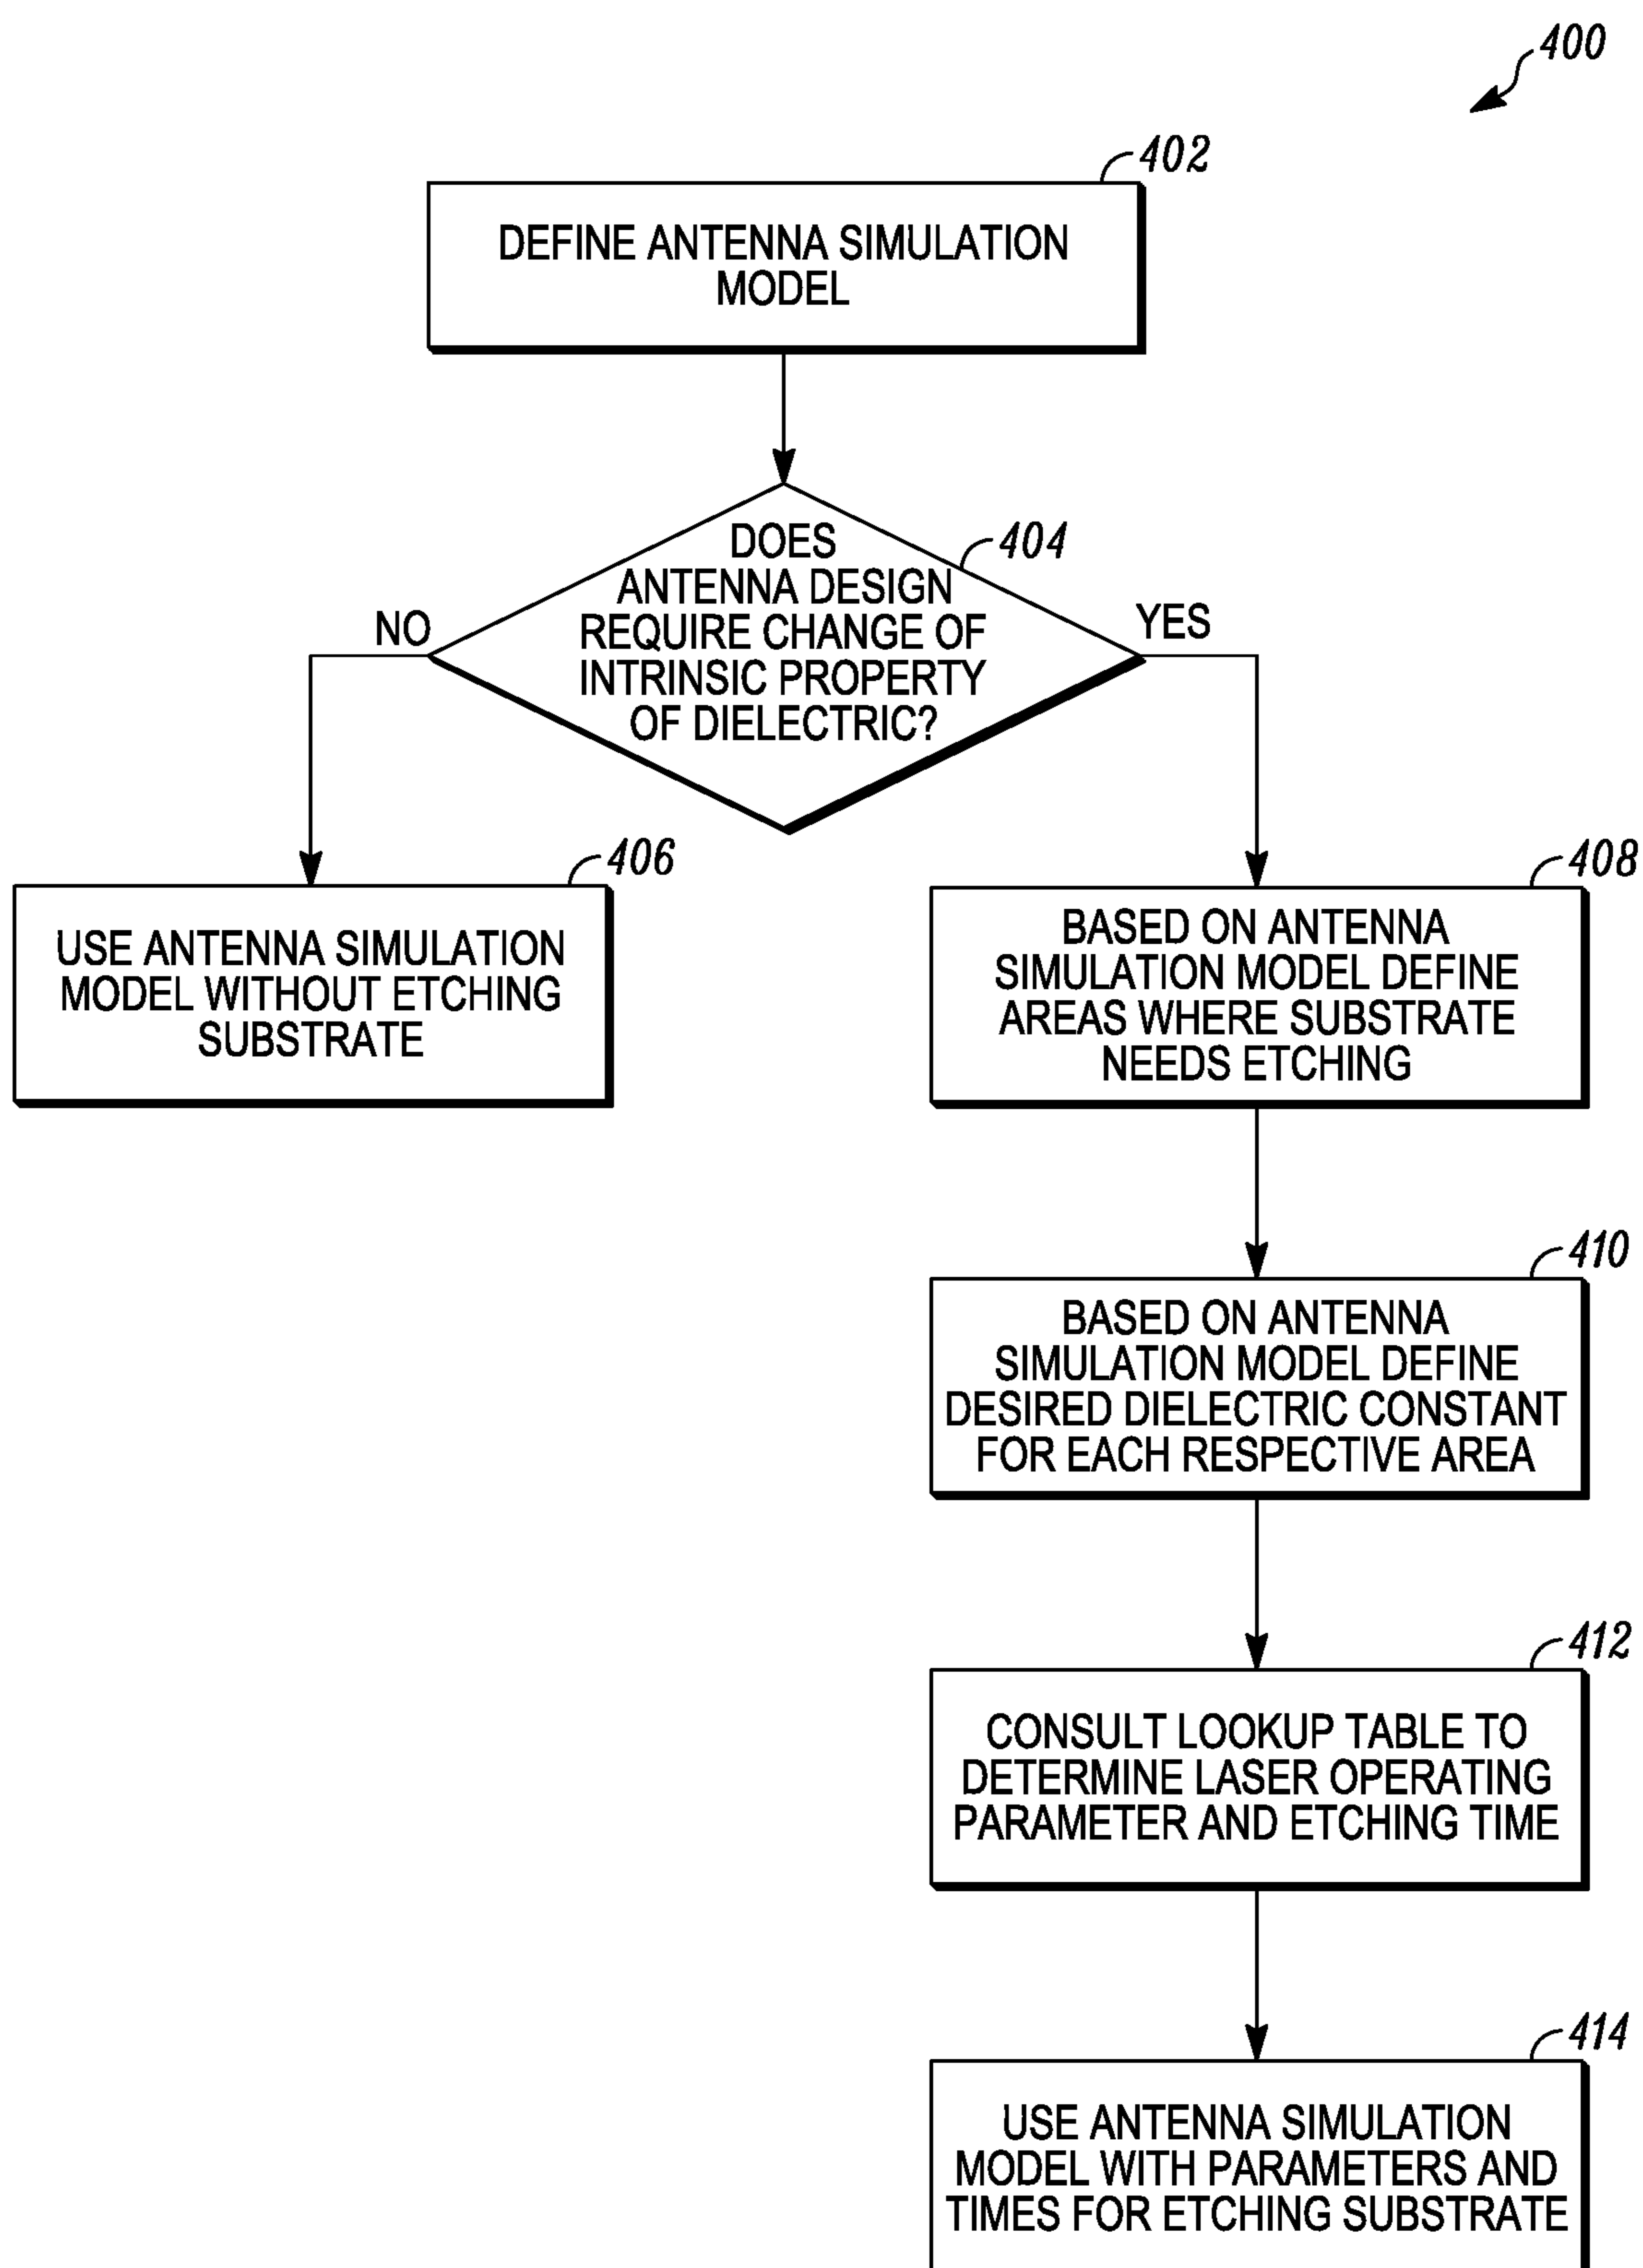 400
402
DEFINE ANTENNA SIMULATION
MODEL
404
DOES
ANTENNA DESIGN
REQUIRE CHANGE OF
INTRINSIC PROPERTY
OF DIELECTRIC?
NO
YES
406
USE ANTENNA SIMULATION
MODEL WITHOUT ETCHING
SUBSTRATE
408
BASED ON ANTENNA
SIMULATION MODEL DEFINE
AREAS WHERE SUBSTRATE
NEEDS ETCHING
410
BASED ON ANTENNA
SIMULATION MODEL DEFINE
DESIRED DIELECTRIC CONSTANT
FOR EACH RESPECTIVE AREA
412
CONSULT LOOKUP TABLE TO
DETERMINE LASER OPERATING
PARAMETER AND ETCHING TIME
414
USE ANTENNA SIMULATION
MODEL WITH PARAMETERS AND
TIMES FOR ETCHING SUBSTRATE